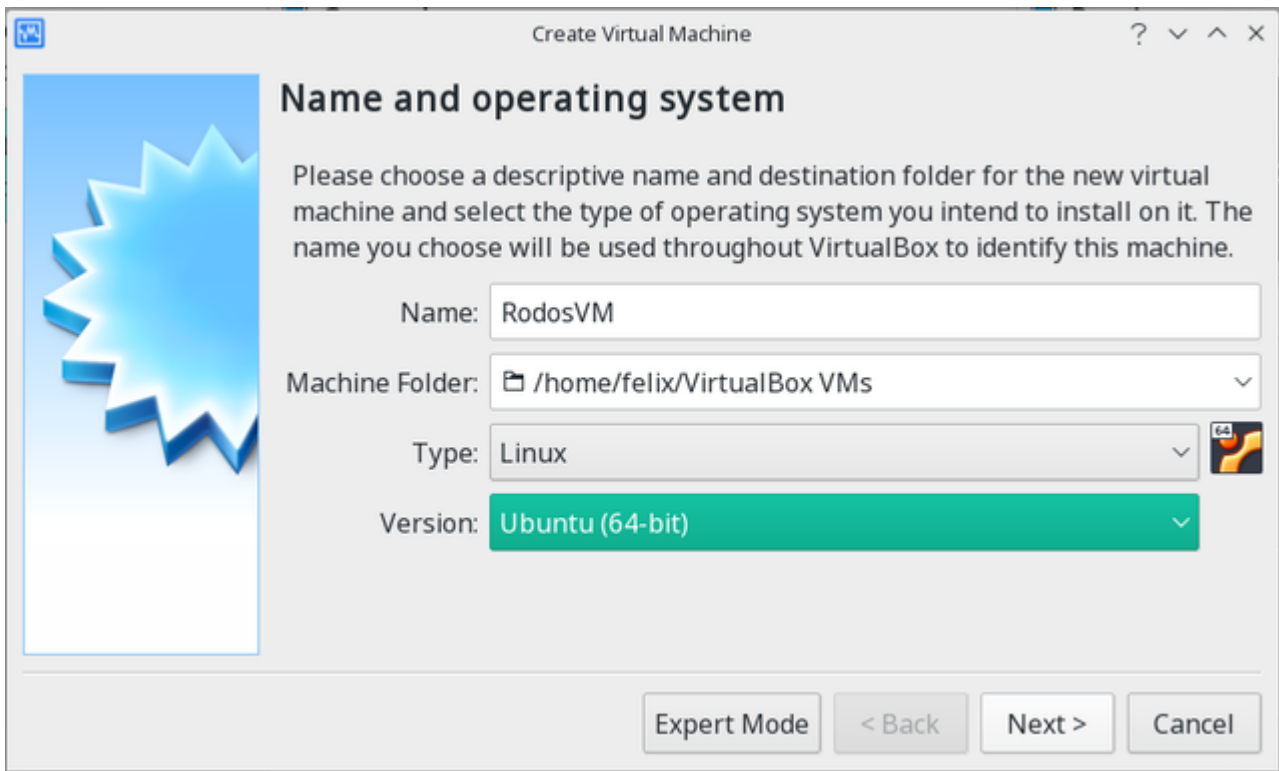 Create Virtual Machine
Name and operating system
Please choose a descriptive name and destination folder for the new virtual
machine and select the type of operating system you intend to install on it. The
name you choose will be used throughout VirtualBox to identify this machine.
Name: RodosVM
Machine Folder: /home/felix/VirtualBox VMs
Type: Linux
64
Version: Ubuntu (64-bit)
Expert Mode < Back Next > Cancel